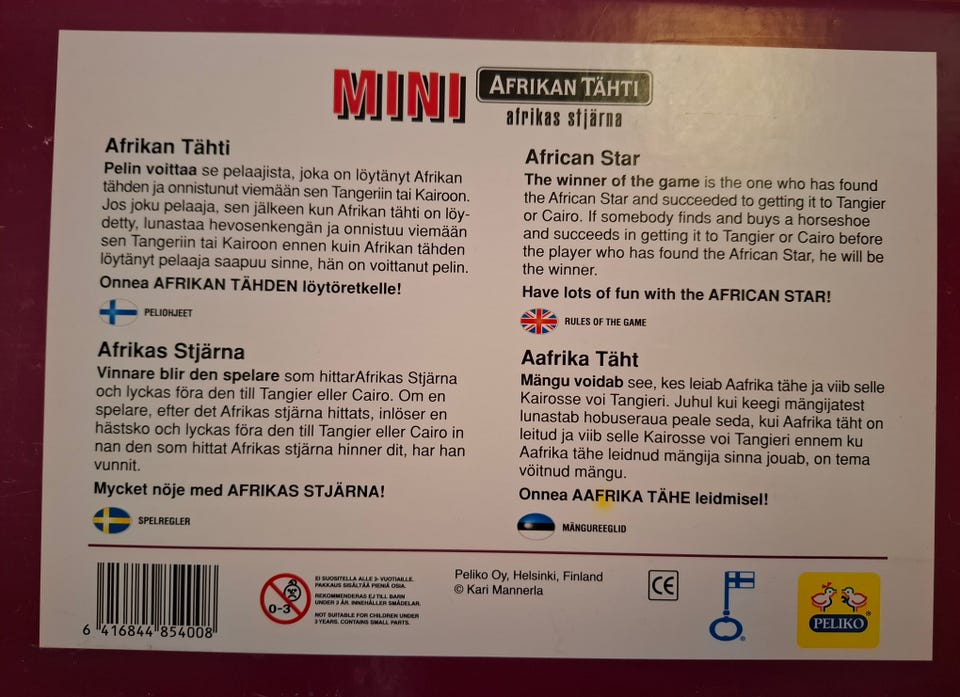 MINI AFRIKAN TÄHTI
afrikas stjärna
Afrikan Tähti
Pelin voittaa se pelaajista, joka on löytänyt Afrikan
tähden ja onnistunut viemään sen Tangeriin tai Kairoon.
Jos joku pelaaja, sen jälkeen kun Afrikan tähti on löy-
detty, lunastaa hevosenkengän ja onnistuu viemään
sen Tangeriin tai Kairoon ennen kuin Afrikan tähden
löytänyt pelaaja saapuu sinne, hän on voittanut pelin.
Onnea AFRIKAN TÄHDEN löytöretkelle!
PELIOHJEET
African Star
The winner of the game is the one who has found
the African Star and succeeded to getting it to Tangier
or Cairo. If somebody finds and buys a horseshoe
and succeeds in getting it to Tangier or Cairo before
the player who has found the African Star, he will be
the winner.
Have lots of fun with the AFRICAN STAR!
RULES OF THE GAME
Afrikas Stjärna
Vinnare blir den spelare som hittarAfrikas Stjärna
och lyckas föra den till Tangier eller Cairo. Om en
spelare, efter det Afrikas stjärna hittats, inlöser en
hästsko och lyckas föra den till Tangier eller Cairo in
nan den som hittat Afrikas stjärna hinner dit, har han
vunnit.
Mycket nöje med AFRIKAS STJÄRNA!
SPELREGLER
Aafrika Täht
Mängu voidab see, kes leiab Aafrika tähe ja viib selle
Kairosse voi Tangieri. Juhul kui keegi mängijatest
lunastab hobuseraua peale seda, kui Aafrika täht on
leitud ja viib selle Kairosse voi Tangieri ennem ku
Aafrika tähe leidnud mängija sinna jouab, on tema
vöitnud mängu.
Onnea AAFRIKA TÄHE leidmisel!
MÄNGUREEGLID
6 416844 854008
0-3
EI SUOSITELLA ALLE 3- VUOTIAILLE.
PAKKAUS SISÄLTÄÄ PIENIÄ OSIA.
REKOMMENDERAS EJ TILL BARN
UNDER 3 ÅR. INNEHÅLLER SMÅDELAR.
NOT SUITABLE FOR CHILDREN UNDER
3 YEARS. CONTAINS SMALL PARTS.
Peliko Oy, Helsinki, Finland
© Kari Mannerla
CE
®
PELIKO®